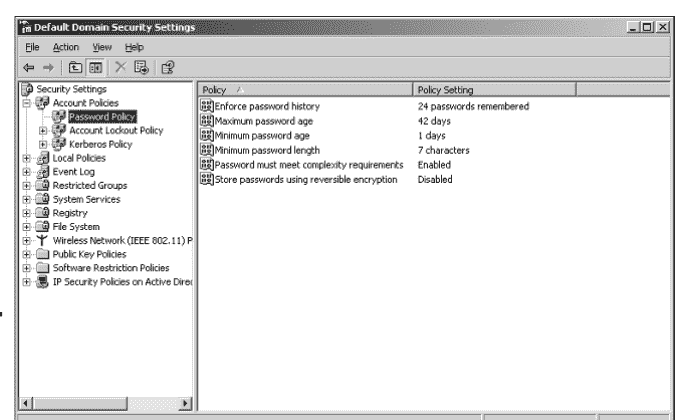 Default Domain Security Settings
File Action View Help
Security Settings
Account Policies
Password Policy
Account Lockout Policy
Kerberos Policy
Local Policies
Event Log
Restricted Groups
System Services
Registry
File System
Wireless Network (IEEE 802.11) P
Public Key Policies
Software Restriction Policies
IP Security Policies on Active Direc
Policy Policy Setting
Enforce password history 24 passwords remembered
Maximum password age 42 days
Minimum password age 1 days
Minimum password length 7 characters
Password must meet complexity requirements Enabled
Store passwords using reversible encryption Disabled